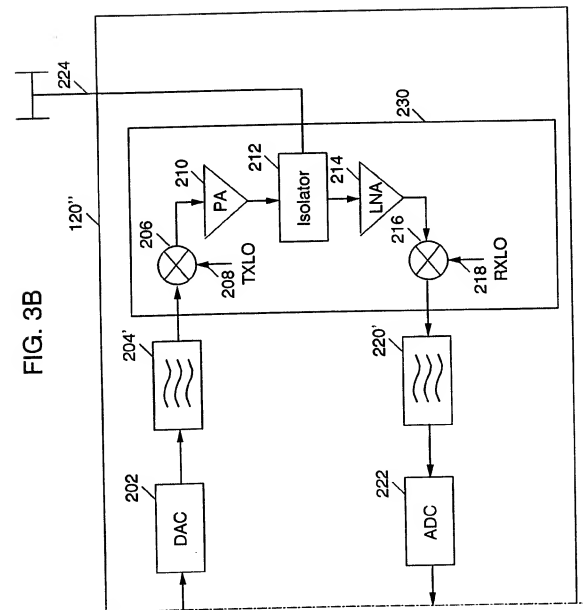 FIG. 3B
120"
224
230
210
PA
212
Isolator
214
LNA
206
208
TXLO
216
218
RXLO
204'
220'
202
DAC
222
ADC